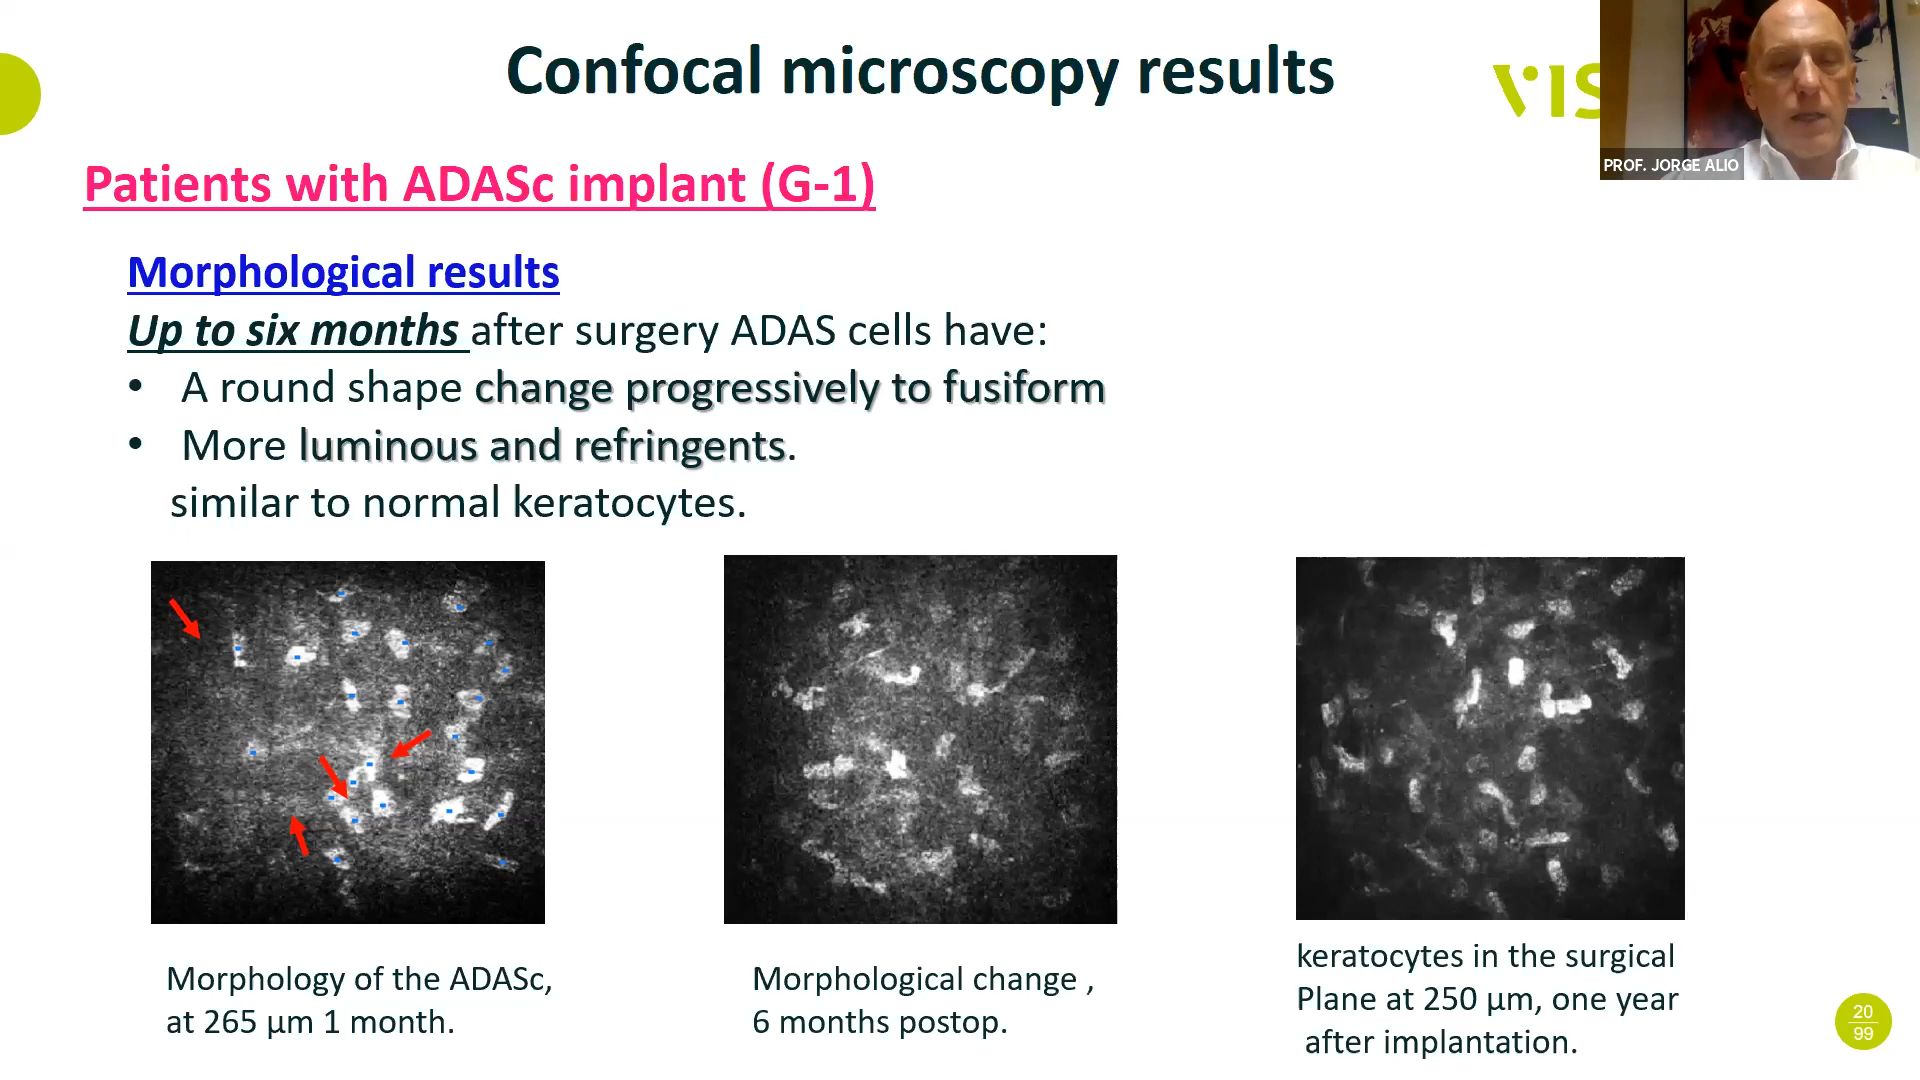 Confocal microscopy results
VIS
PROF. JORGE ALIO
Patients with ADASc implant (G-1)
Morphological results
Up to six months after surgery ADAS cells have:
• A round shape change progressively to fusiform
• More luminous and refringents.
similar to normal keratocytes.
Morphology of the ADASc,
at 265 µm 1 month.
Morphological change ,
6 months postop.
keratocytes in the surgical
Plane at 250 µm, one year
after implantation.
20
99